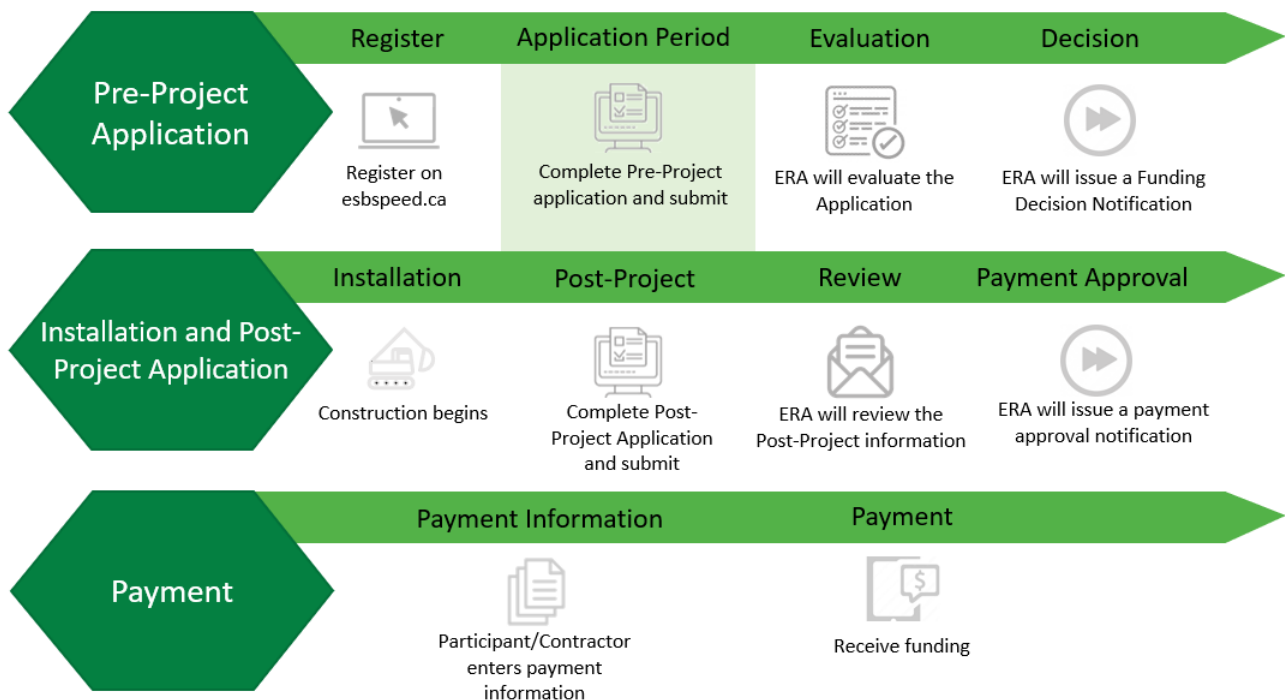 Register
Application Period
Evaluation
Decision
Pre-Project
Application
Register on
esbspeed.ca
Complete Pre-Project
application and submit
ERA will evaluate the
Application
ERA will issue a Funding
Decision Notification
Installation
Post-Project
Review
Payment Approval
Installation and Post-
Project Application
Construction begins
Complete Post-
Project Application
and submit
ERA will review the
Post-Project information
ERA will issue a payment
approval notification
Payment Information
Payment
Payment
$
Participant/Contractor
enters payment
information
Receive funding